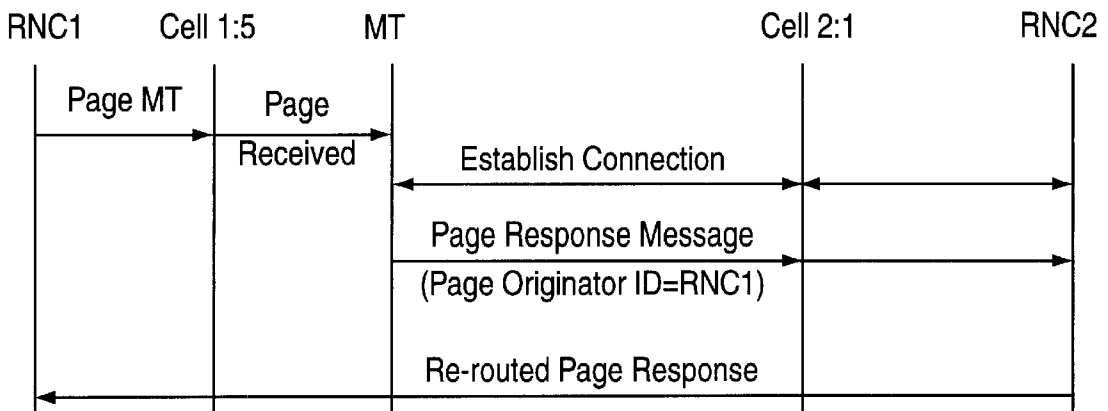 RNC1 Cell 1:5 MT Cell 2:1 RNC2
Page MT
Page
Received
Establish Connection
Page Response Message
(Page Originator ID=RNC1)
Re-routed Page Response